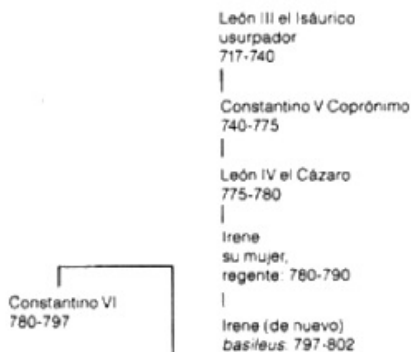 León III el Isáurico
usurpador
717-740
Constantino V Coprónimo
740-775
León IV el Cázaro
775-780
Irene
su mujer,
regente: 780-790
Constantino VI
780-797
Irene (de nuevo)
basileus: 797-802